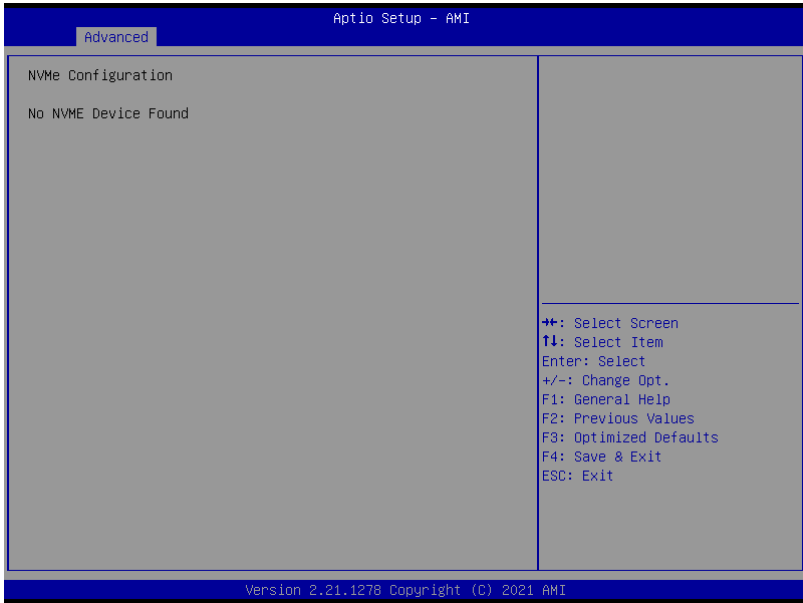 Aptio Setup – AMI
Advanced
NVMe Configuration
No NVME Device Found
→←: Select Screen
↑↓: Select Item
Enter: Select
+/-: Change Opt.
F1: General Help
F2: Previous Values
F3: Optimized Defaults
F4: Save & Exit
ESC: Exit
Version 2.21.1278 Copyright (C) 2021 AMI